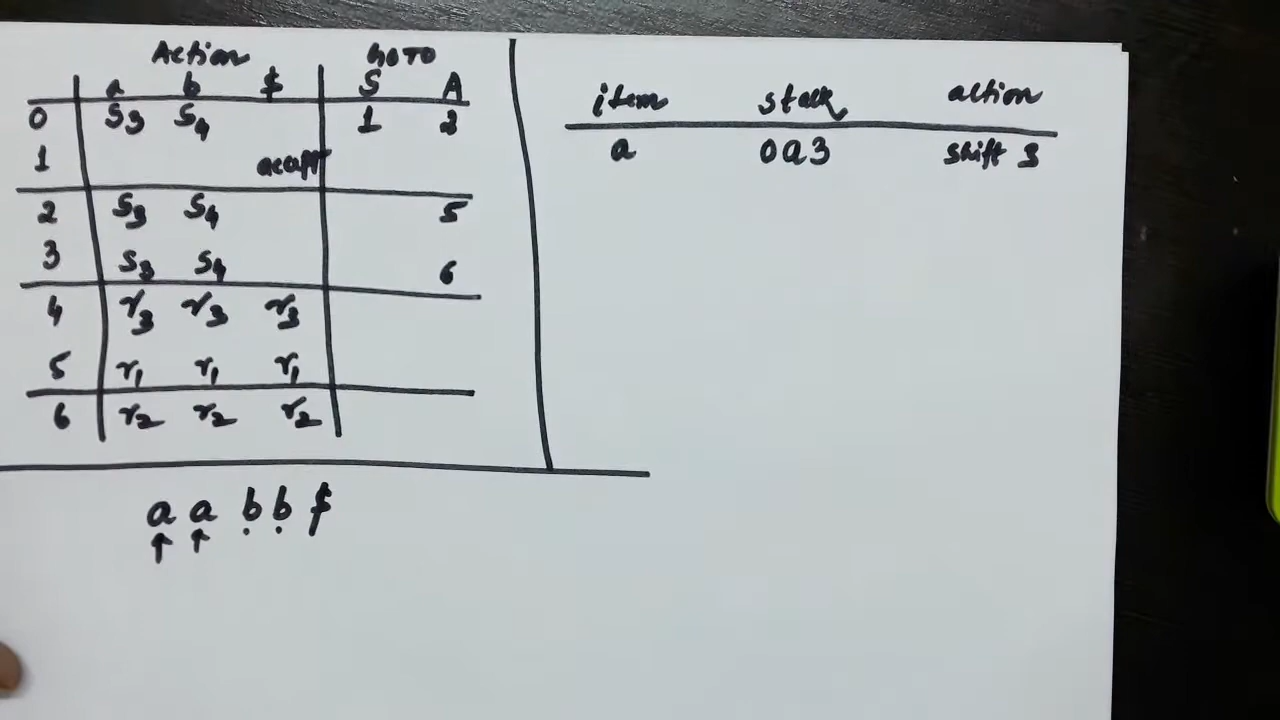 Action GOTO
a b $ S A
0 S3 S4 1 2
1 accept
2 S3 S4 5
3 S3 S4 6
4 r3 r3 r3
5 r1 r1 r1
6 r2 r2 r2
item stack action
a 0a3 shift 3
a a b b $